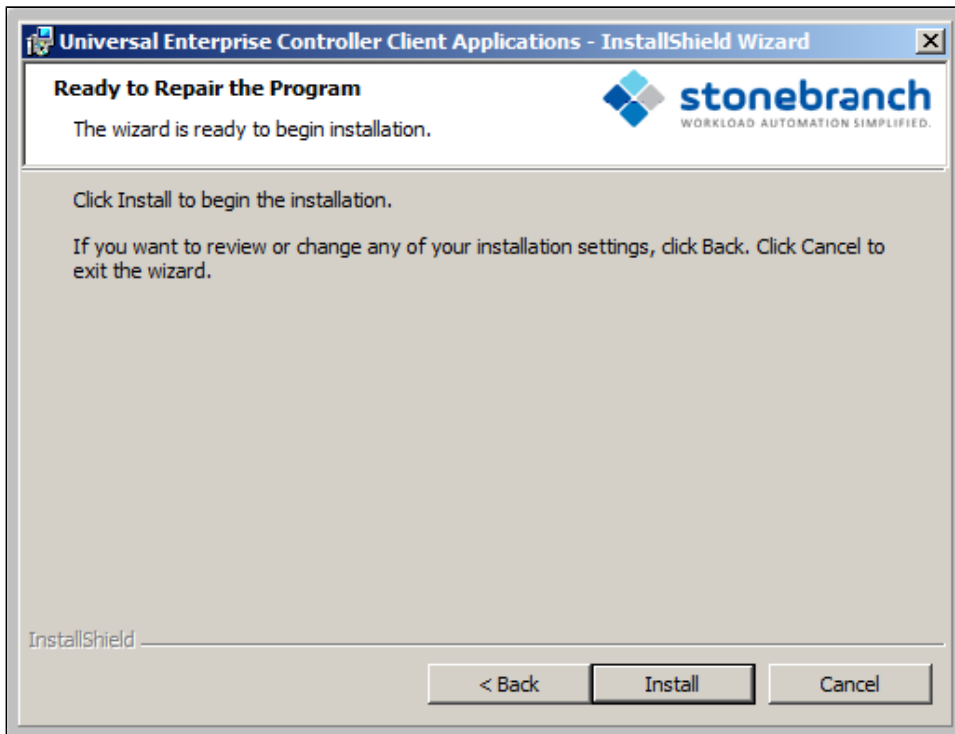 Universal Enterprise Controller Client Applications - InstallShield Wizard
Ready to Repair the Program
The wizard is ready to begin installation.
stonebranch
WORKLOAD AUTOMATION SIMPLIFIED.
Click Install to begin the installation.
If you want to review or change any of your installation settings, click Back. Click Cancel to
exit the wizard.
InstallShield
< Back
Install
Cancel